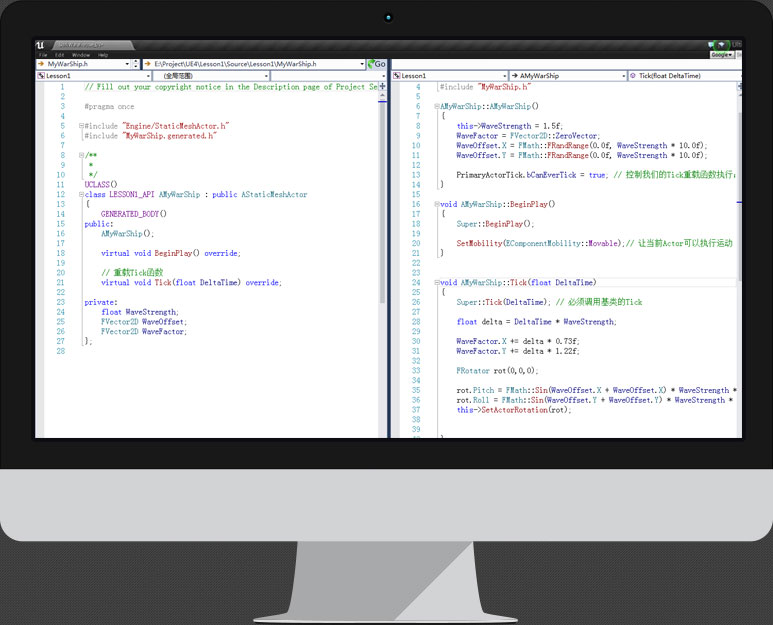 File Edit Window Help
MyWarShip.h E:\Project\UE4\Lesson1\Source\Lesson1\MyWarShip.h Go
Google
Lesson1 (全局范围)
1 // Fill out your copyright notice in the Description page of Project Se
2
3 #pragma once
4
5 #include "Engine/StaticMeshActor.h"
6 #include "MyWarShip.generated.h"
7
8 /**
9 *
10 */
11 UCLASS()
12 class LESSON1_API AMyWarShip : public AStaticMeshActor
13 {
14 GENERATED_BODY()
15 public:
16 AMyWarShip();
17
18 virtual void BeginPlay() override;
19
20 // 重载Tick函数
21 virtual void Tick(float DeltaTime) override;
22
23 private:
24 float WaveStrength;
25 FVector2D WaveOffset;
26 FVector2D WaveFactor;
27 };
28
Lesson1 AMyWarShip Tick(float DeltaTime)
4 #include "MyWarShip.h"
5
6 AMyWarShip::AMyWarShip()
7 {
8 this->WaveStrength = 1.5f;
9 WaveFactor = FVector2D::ZeroVector;
10 WaveOffset.X = FMath::FRandRange(0.0f, WaveStrength * 10.0f);
11 WaveOffset.Y = FMath::FRandRange(0.0f, WaveStrength * 10.0f);
12
13 PrimaryActorTick.bCanEverTick = true; // 控制我们的Tick重载函数执行;
14 }
15
16 void AMyWarShip::BeginPlay()
17 {
18 Super::BeginPlay();
19
20 SetMobility(EComponentMobility::Movable);// 让当前Actor可以执行运动
21 }
22
23
24 void AMyWarShip::Tick(float DeltaTime)
25 {
26 Super::Tick(DeltaTime); // 必须调用基类的Tick
27
28 float delta = DeltaTime * WaveStrength;
29
30 WaveFactor.X += delta * 0.73f;
31 WaveFactor.Y += delta * 1.22f;
32
33 FRotator rot(0,0,0);
34
35 rot.Pitch = FMath::Sin(WaveOffset.X + WaveOffset.X) * WaveStrength *
36 rot.Roll = FMath::Sin(WaveOffset.Y + WaveOffset.Y) * WaveStrength *
37 this->SetActorRotation(rot);
38
39